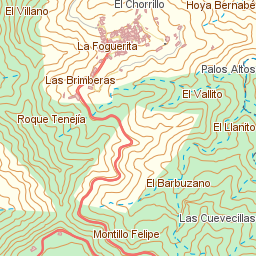 El Villano
El Chorrillo
Hoya Bernabé
La Foguerita
Las Brimberas
Palos Altos
El Vallito
Roque Tenejía
El Llanito
El Barbuzano
Las Cuevecillas
Montillo Felipe